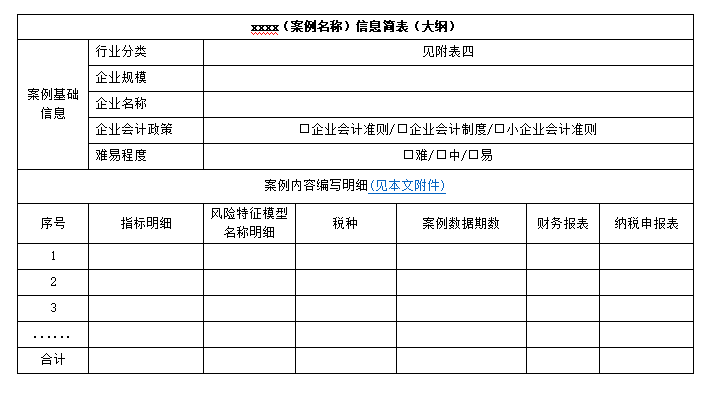 xxxx（案例名称）信息简表（大纲）
案例基础信息
行业分类 见附表四
企业规模
企业名称
企业会计政策 □企业会计准则/□企业会计制度/□小企业会计准则
难易程度 □难/□中/□易
案例内容编写明细(见本文附件)
序号 指标明细 风险特征模型名称明细 税种 案例数据期数 财务报表 纳税申报表
1
2
3
......
合计